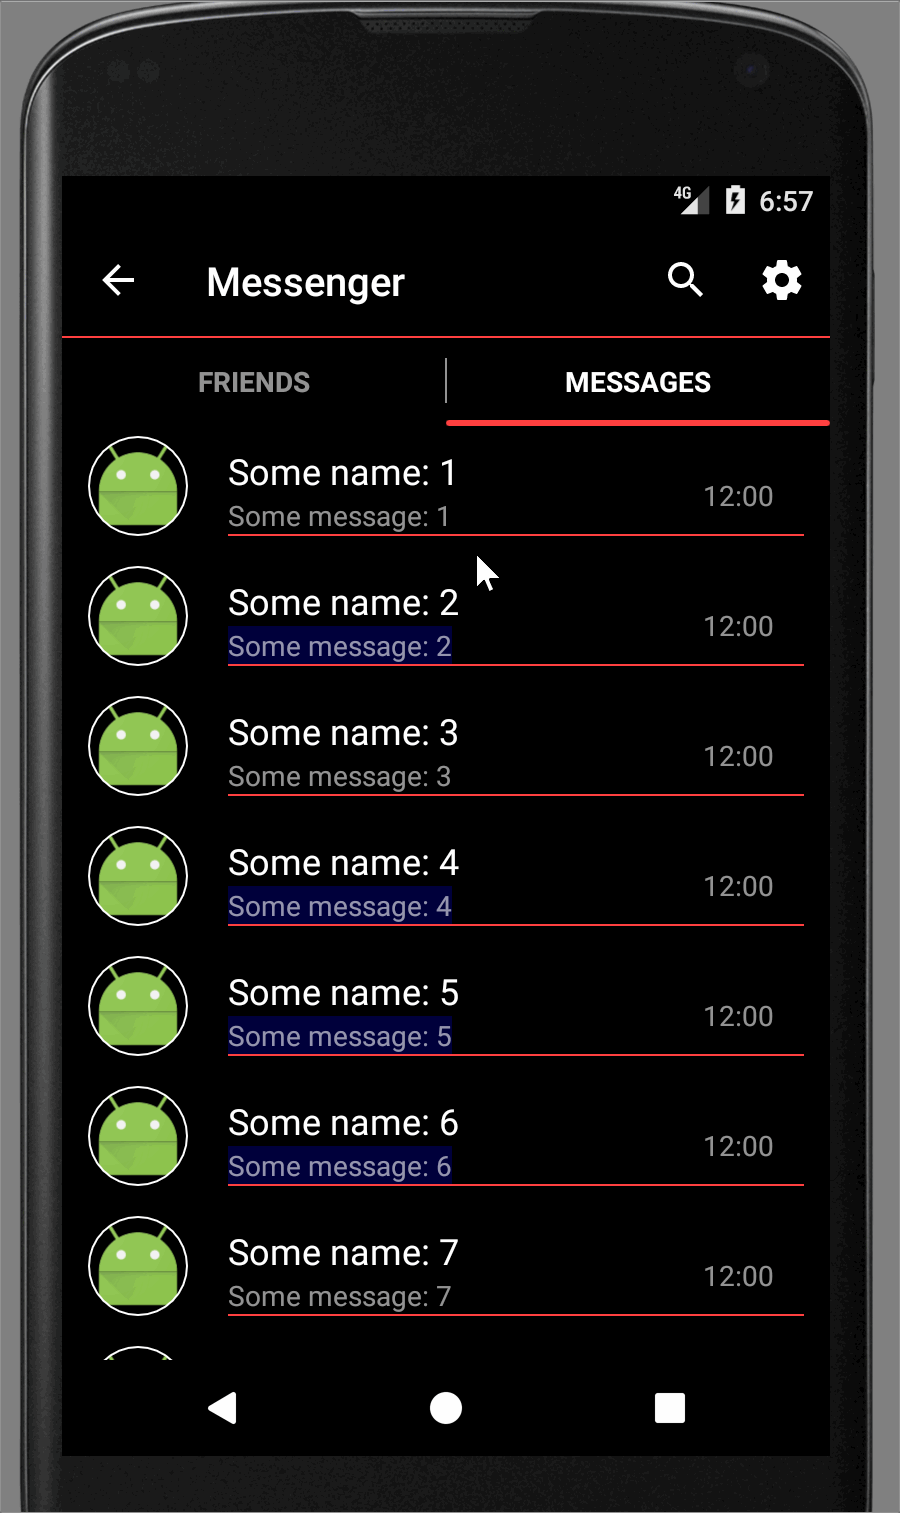 4G 6:57
Messenger
FRIENDS MESSAGES
Some name: 1
12:00
Some message: 1
Some name: 2
12:00
Some message: 2
Some name: 3
12:00
Some message: 3
Some name: 4
12:00
Some message: 4
Some name: 5
12:00
Some message: 5
Some name: 6
12:00
Some message: 6
Some name: 7
12:00
Some message: 7